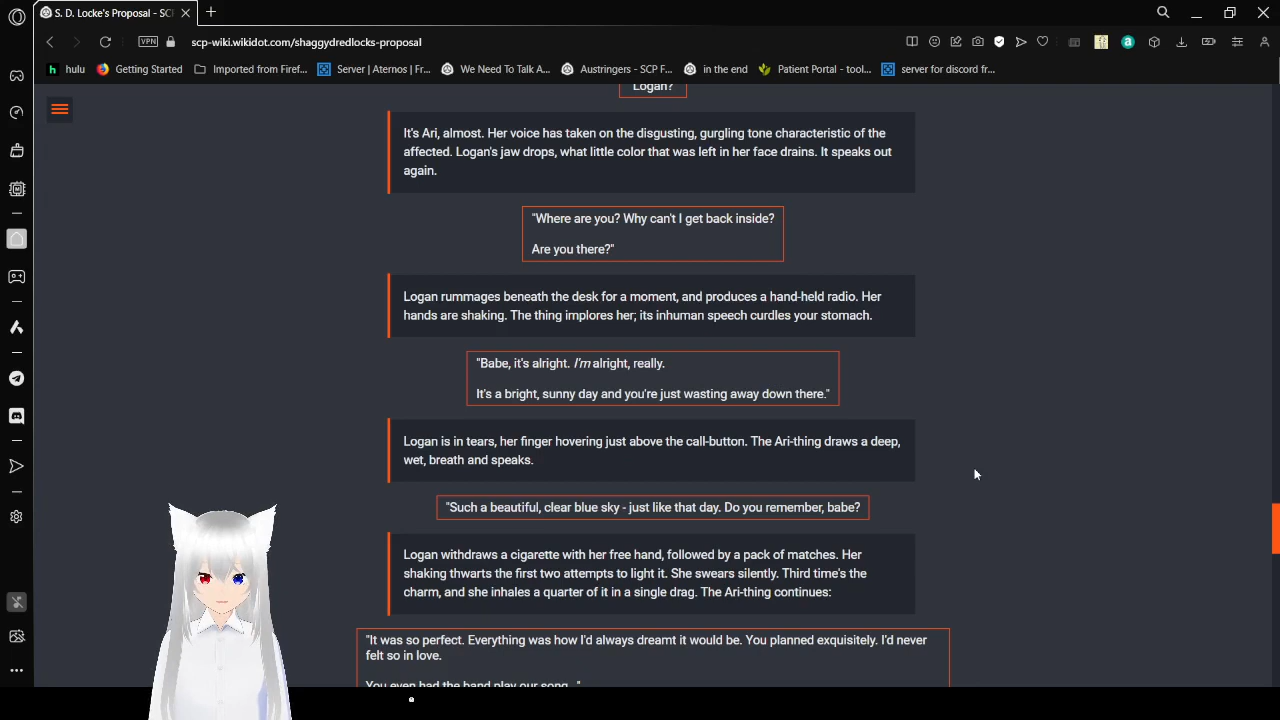 S. D. Locke's Proposal - SC
VPN
scp-wiki.wikidot.com/shaggydredlocks-proposal
hulu
Getting Started
Imported from Firef...
Server | Aternos | Fr...
We Need To Talk A...
Austringers - SCP F...
in the end
Patient Portal - tool...
server for discord fr...
Logan?
It's Ari, almost. Her voice has taken on the disgusting, gurgling tone characteristic of the
affected. Logan's jaw drops, what little color that was left in her face drains. It speaks out
again.
"Where are you? Why can't I get back inside?
Are you there?"
Logan rummages beneath the desk for a moment, and produces a hand-held radio. Her
hands are shaking. The thing implores her; its inhuman speech curdles your stomach.
"Babe, it's alright. I'm alright, really.
It's a bright, sunny day and you're just wasting away down there."
Logan is in tears, her finger hovering just above the call-button. The Ari-thing draws a deep,
wet, breath and speaks.
"Such a beautiful, clear blue sky - just like that day. Do you remember, babe?
Logan withdraws a cigarette with her free hand, followed by a pack of matches. Her
shaking thwarts the first two attempts to light it. She swears silently. Third time's the
charm, and she inhales a quarter of it in a single drag. The Ari-thing continues:
"It was so perfect. Everything was how I'd always dreamt it would be. You planned exquisitely. I'd never
felt so in love.
You even had the band play our song..."